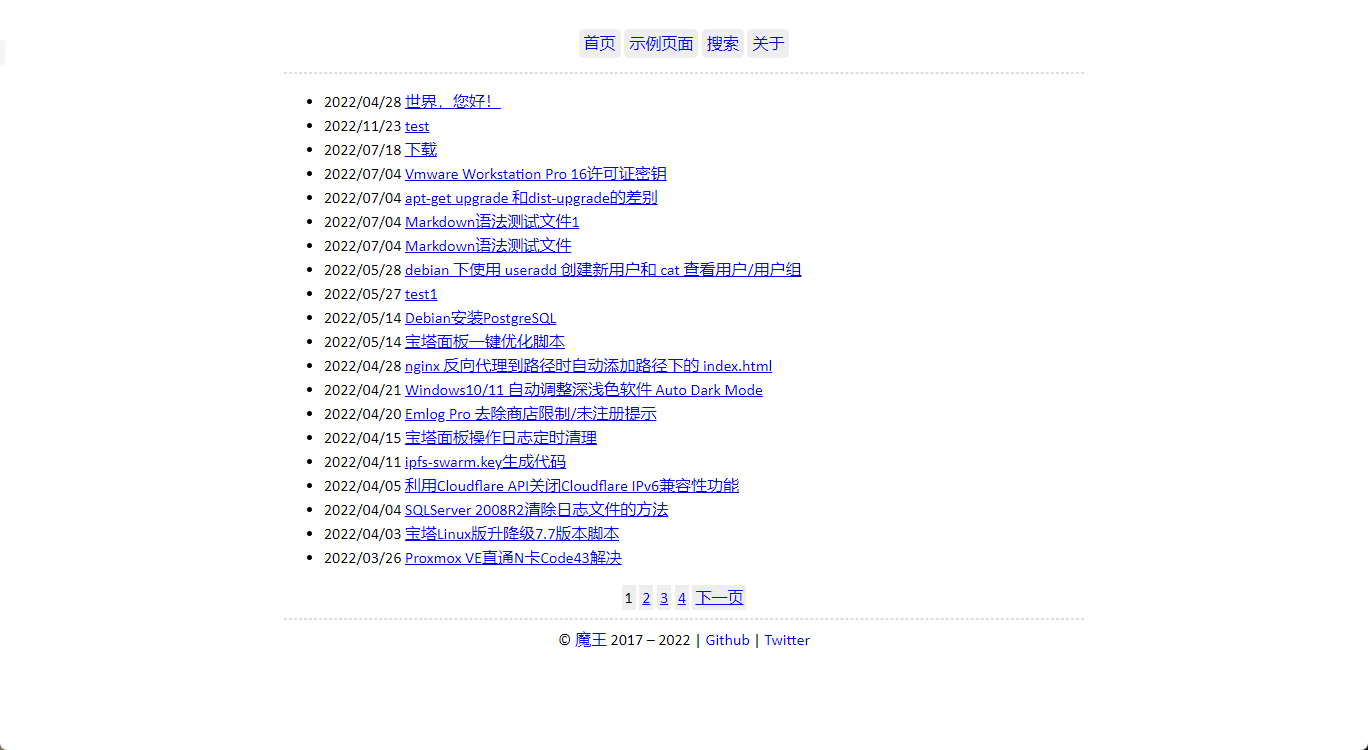 首页 示例页面 搜索 关于
2022/04/28 世界，您好！
2022/11/23 test
2022/07/18 下载
2022/07/04 Vmware Workstation Pro 16许可证密钥
2022/07/04 apt-get upgrade 和dist-upgrade的差别
2022/07/04 Markdown语法测试文件1
2022/07/04 Markdown语法测试文件
2022/05/28 debian 下使用 useradd 创建新用户和 cat 查看用户/用户组
2022/05/27 test1
2022/05/14 Debian安装PostgreSQL
2022/05/14 宝塔面板一键优化脚本
2022/04/28 nginx 反向代理到路径时自动添加路径下的 index.html
2022/04/21 Windows10/11 自动调整深浅色软件 Auto Dark Mode
2022/04/20 Emlog Pro 去除商店限制/未注册提示
2022/04/15 宝塔面板操作日志定时清理
2022/04/11 ipfs-swarm.key生成代码
2022/04/05 利用Cloudflare API关闭Cloudflare IPv6兼容性功能
2022/04/04 SQLServer 2008R2清除日志文件的方法
2022/04/03 宝塔Linux版升降级7.7版本脚本
2022/03/26 Proxmox VE直通N卡Code43解决
1 2 3 4 下一页
© 魔王 2017 – 2022 | Github | Twitter